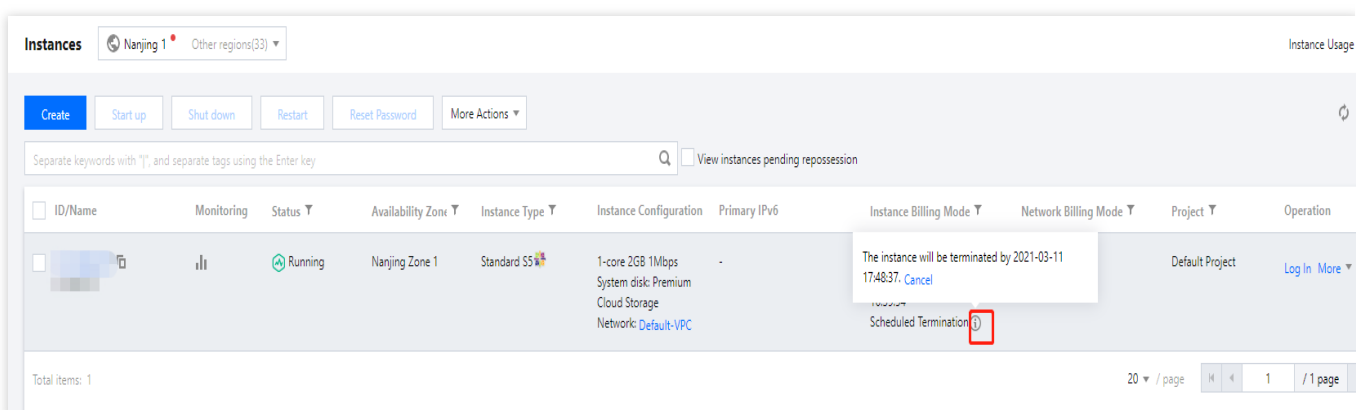 Instances
Nanjing 1 Other regions(33)
Instance Usage
Create Start up Shut down Restart Reset Password More Actions
Separate keywords with "|", and separate tags using the Enter key
View instances pending repossession
ID/Name Monitoring Status Availability Zone Instance Type Instance Configuration Primary IPv6 Instance Billing Mode Network Billing Mode Project Operation
Running Nanjing Zone 1 Standard S5 1-core 2GB 1Mbps - Default Project Log In More
System disk: Premium
Cloud Storage
Network: Default-VPC
The instance will be terminated by 2021-03-11
17:48:37. Cancel
Scheduled Termination
Total items: 1
20 / page 1 / 1 page